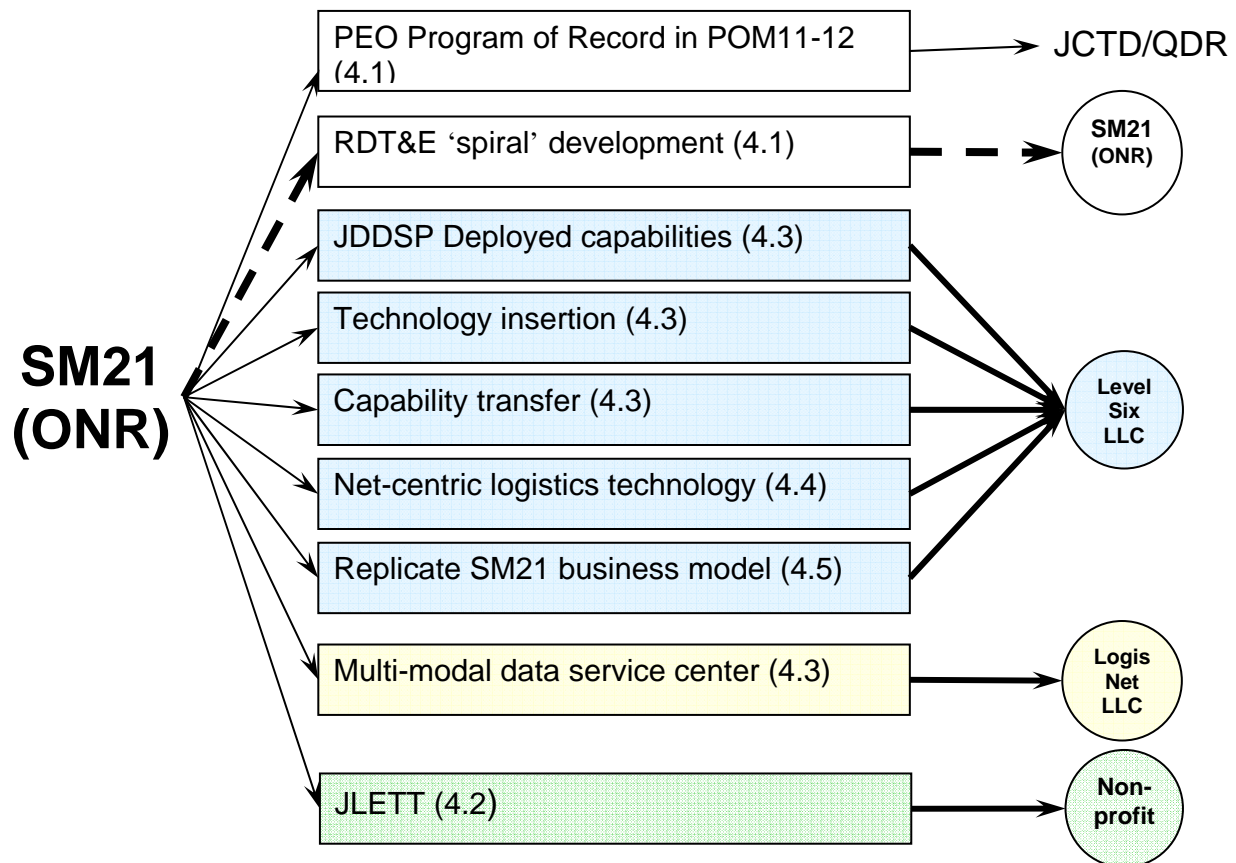 PEO Program of Record in POM11-12
(4.1)
JCTD/QDR
RDT&E ‘spiral’ development (4.1)
SM21
(ONR)
JDDSP Deployed capabilities (4.3)
Technology insertion (4.3)
SM21
(ONR)
Capability transfer (4.3)
Level
Six
LLC
Net-centric logistics technology (4.4)
Replicate SM21 business model (4.5)
Multi-modal data service center (4.3)
Logis
Net
LLC
JLETT (4.2)
Non-
profit